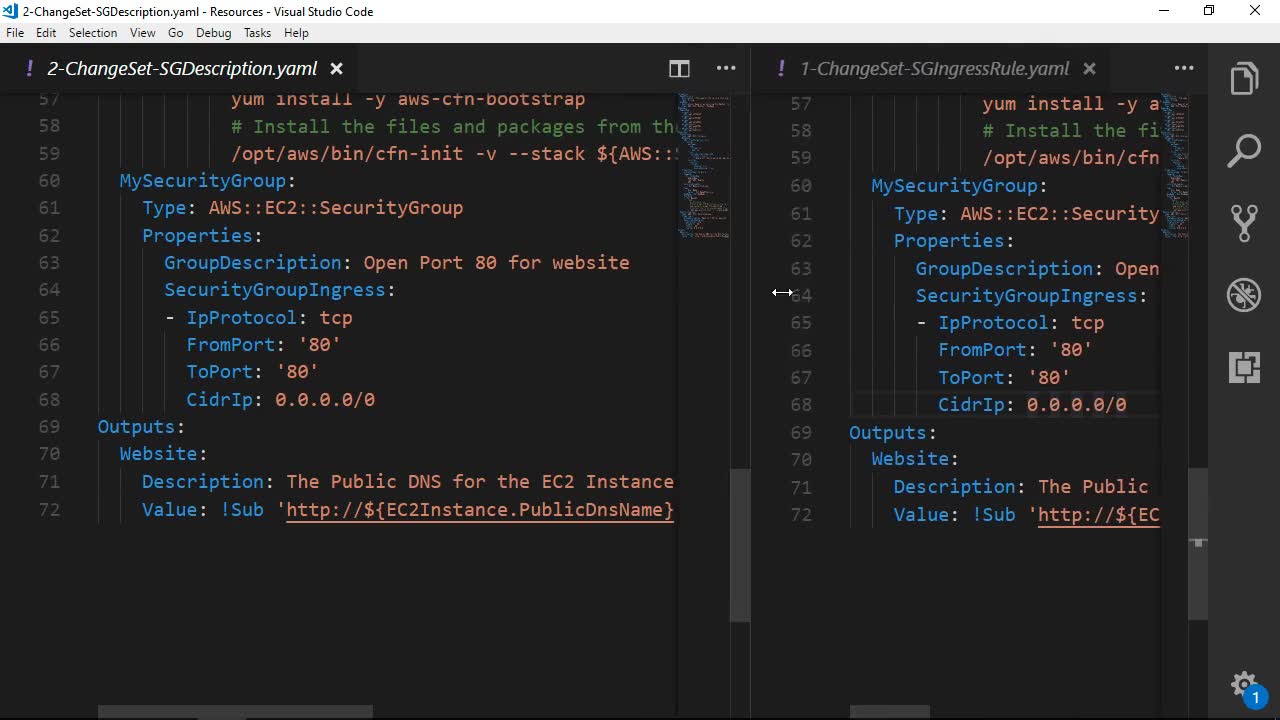 2-ChangeSet-SGDescription.yaml - Resources - Visual Studio Code
File Edit Selection View Go Debug Tasks Help
! 2-ChangeSet-SGDescription.yaml
57 yum install -y aws-cfn-bootstrap
58 # Install the files and packages from the
59 /opt/aws/bin/cfn-init -v --stack ${AWS::S
60 MySecurityGroup:
61 Type: AWS::EC2::SecurityGroup
62 Properties:
63 GroupDescription: Open Port 80 for website
64 SecurityGroupIngress:
65 - IpProtocol: tcp
66 FromPort: '80'
67 ToPort: '80'
68 CidrIp: 0.0.0.0/0
69 Outputs:
70 Website:
71 Description: The Public DNS for the EC2 Instance
72 Value: !Sub 'http://${EC2Instance.PublicDnsName}
! 1-ChangeSet-SGIngressRule.yaml
57 yum install -y a
58 # Install the fi
59 /opt/aws/bin/cfn
60 MySecurityGroup:
61 Type: AWS::EC2::Security
62 Properties:
63 GroupDescription: Open
64 SecurityGroupIngress:
65 - IpProtocol: tcp
66 FromPort: '80'
67 ToPort: '80'
68 CidrIp: 0.0.0.0/0
69 Outputs:
70 Website:
71 Description: The Public
72 Value: !Sub 'http://${EC
1